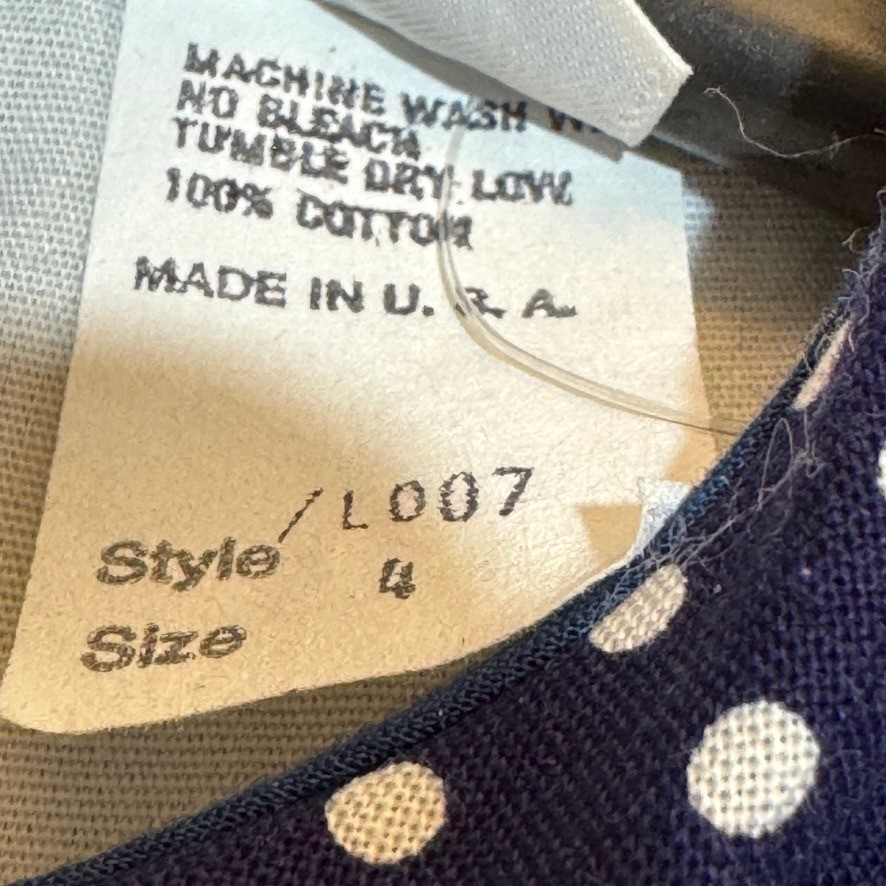 MACHINE WASH
NO BLEACH
TUMBLE DRY LOW
100% COTTON
MADE IN U. S. A.
/ L007
Style 4
Size